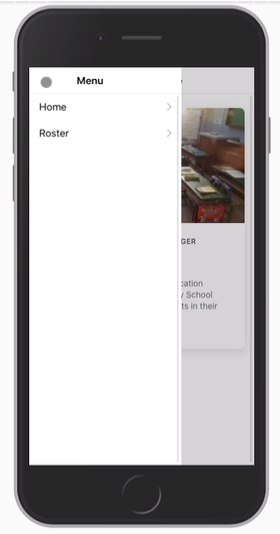 Menu
Home
Roster
GER
cation
y School
ts in their